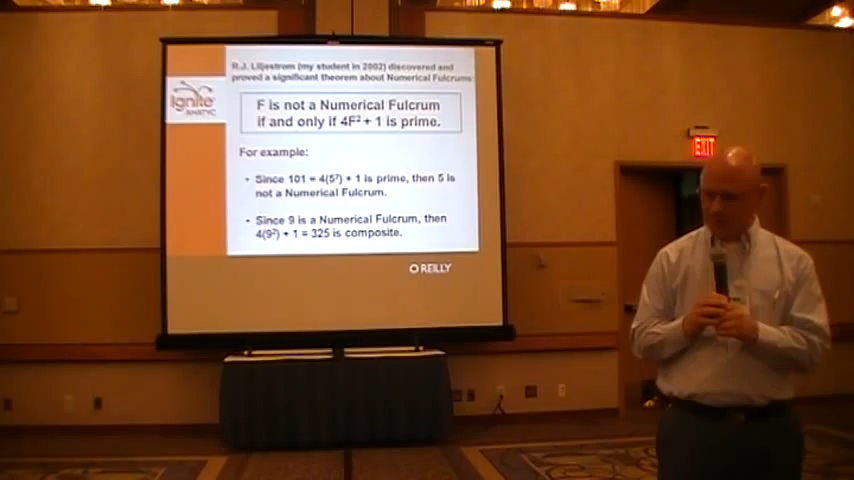 R.J. Liljestrom (my student in 2002) discovered and
proved a significant theorem about Numerical Fulcrums:
Ignite
AMATYC
F is not a Numerical Fulcrum
if and only if 4F² + 1 is prime.
For example:
• Since 101 = 4(5²) + 1 is prime, then 5 is
not a Numerical Fulcrum.
• Since 9 is a Numerical Fulcrum, then
4(9²) + 1 = 325 is composite.
O'REILLY
EXIT